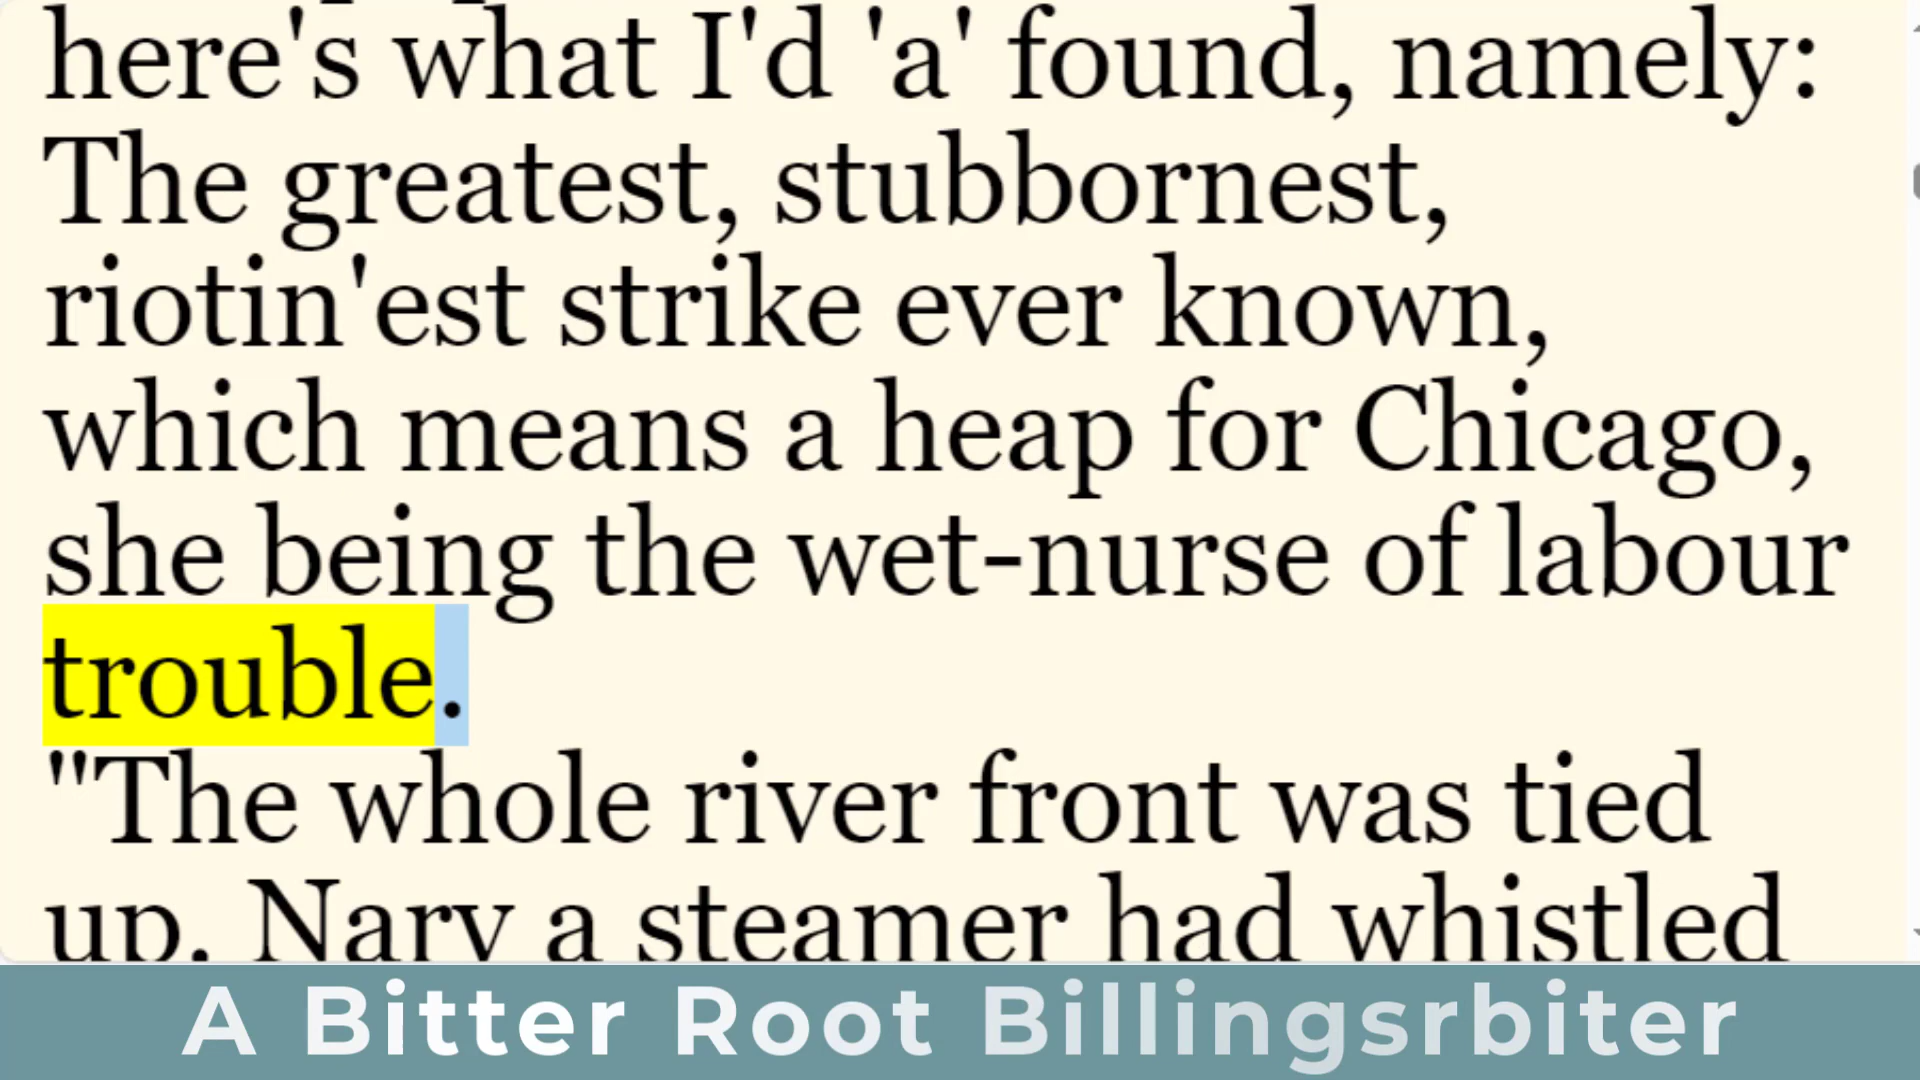 here's what I'd 'a' found, namely:
The greatest, stubbornest,
riotin'est strike ever known,
which means a heap for Chicago,
she being the wet-nurse of labour
trouble.
"The whole river front was tied
up. Nary a steamer had whistled
A Bitter Root Billingsrbiter